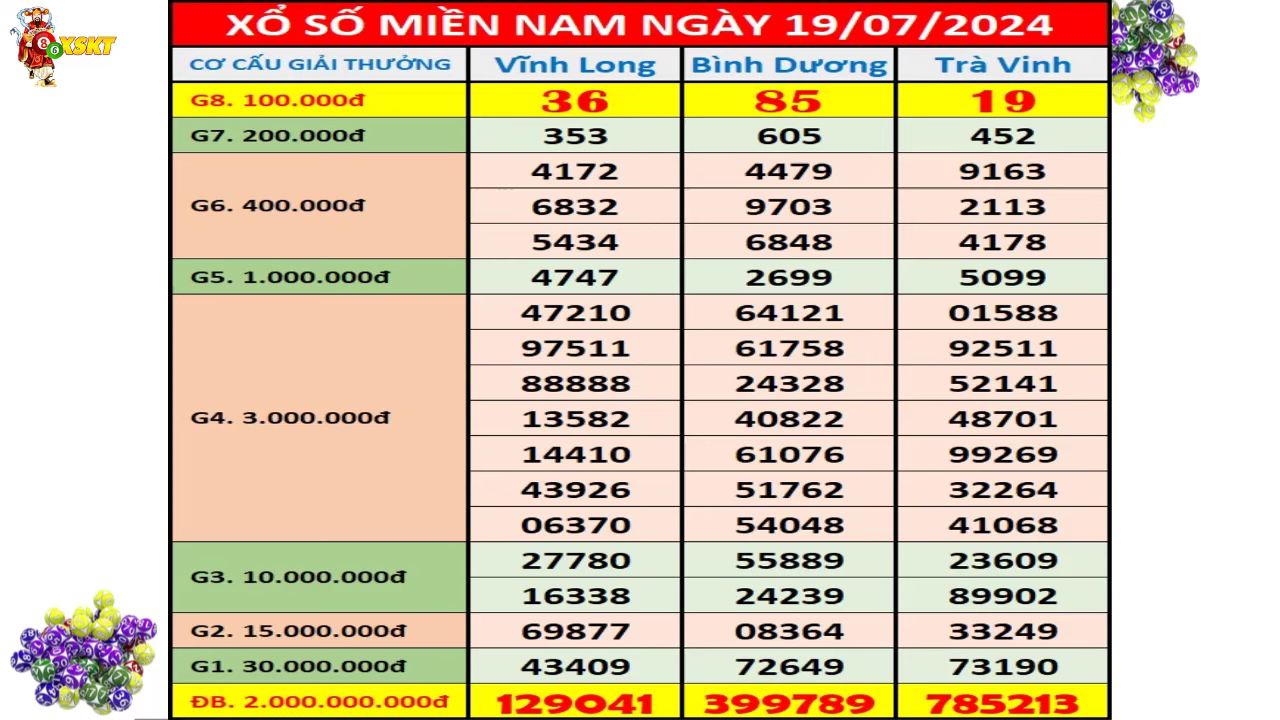 XSKT
XỔ SỐ MIỀN NAM NGÀY 19/07/2024
CƠ CẤU GIẢI THƯỞNG Vĩnh Long Bình Dương Trà Vinh
G8. 100.000đ 36 85 19
G7. 200.000đ 353 605 452
4172 4479 9163
G6. 400.000đ 6832 9703 2113
5434 6848 4178
G5. 1.000.000đ 4747 2699 5099
47210 64121 01588
97511 61758 92511
88888 24328 52141
G4. 3.000.000đ 13582 40822 48701
14410 61076 99269
43926 51762 32264
06370 54048 41068
G3. 10.000.000đ 27780 55889 23609
16338 24239 89902
G2. 15.000.000đ 69877 08364 33249
G1. 30.000.000đ 43409 72649 73190
ĐB. 2.000.000.000đ 129041 399789 785213